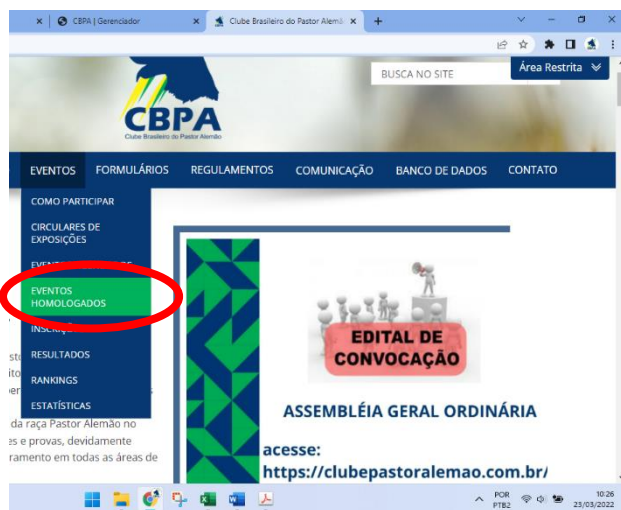 CBPA | Gerenciador
Clube Brasileiro do Pastor Alemã
BUSCA NO SITE
Área Restrita
CBPA
Clube Brasileiro do Pastor Alemão
EVENTOS FORMULÁRIOS REGULAMENTOS COMUNICAÇÃO BANCO DE DADOS CONTATO
COMO PARTICIPAR
CIRCULARES DE
EXPOSIÇÕES
EVENTOS
HOMOLOGADOS
RESULTADOS
RANKINGS
ESTATÍSTICAS
da raça Pastor Alemão no
es e provas, devidamente
ramento em todas as áreas de
EDITAL DE
CONVOCAÇÃO
ASSEMBLÉIA GERAL ORDINÁRIA
acesse:
https://clubepastoralemao.com.br/
POR
PTB2
10:26
23/03/2022